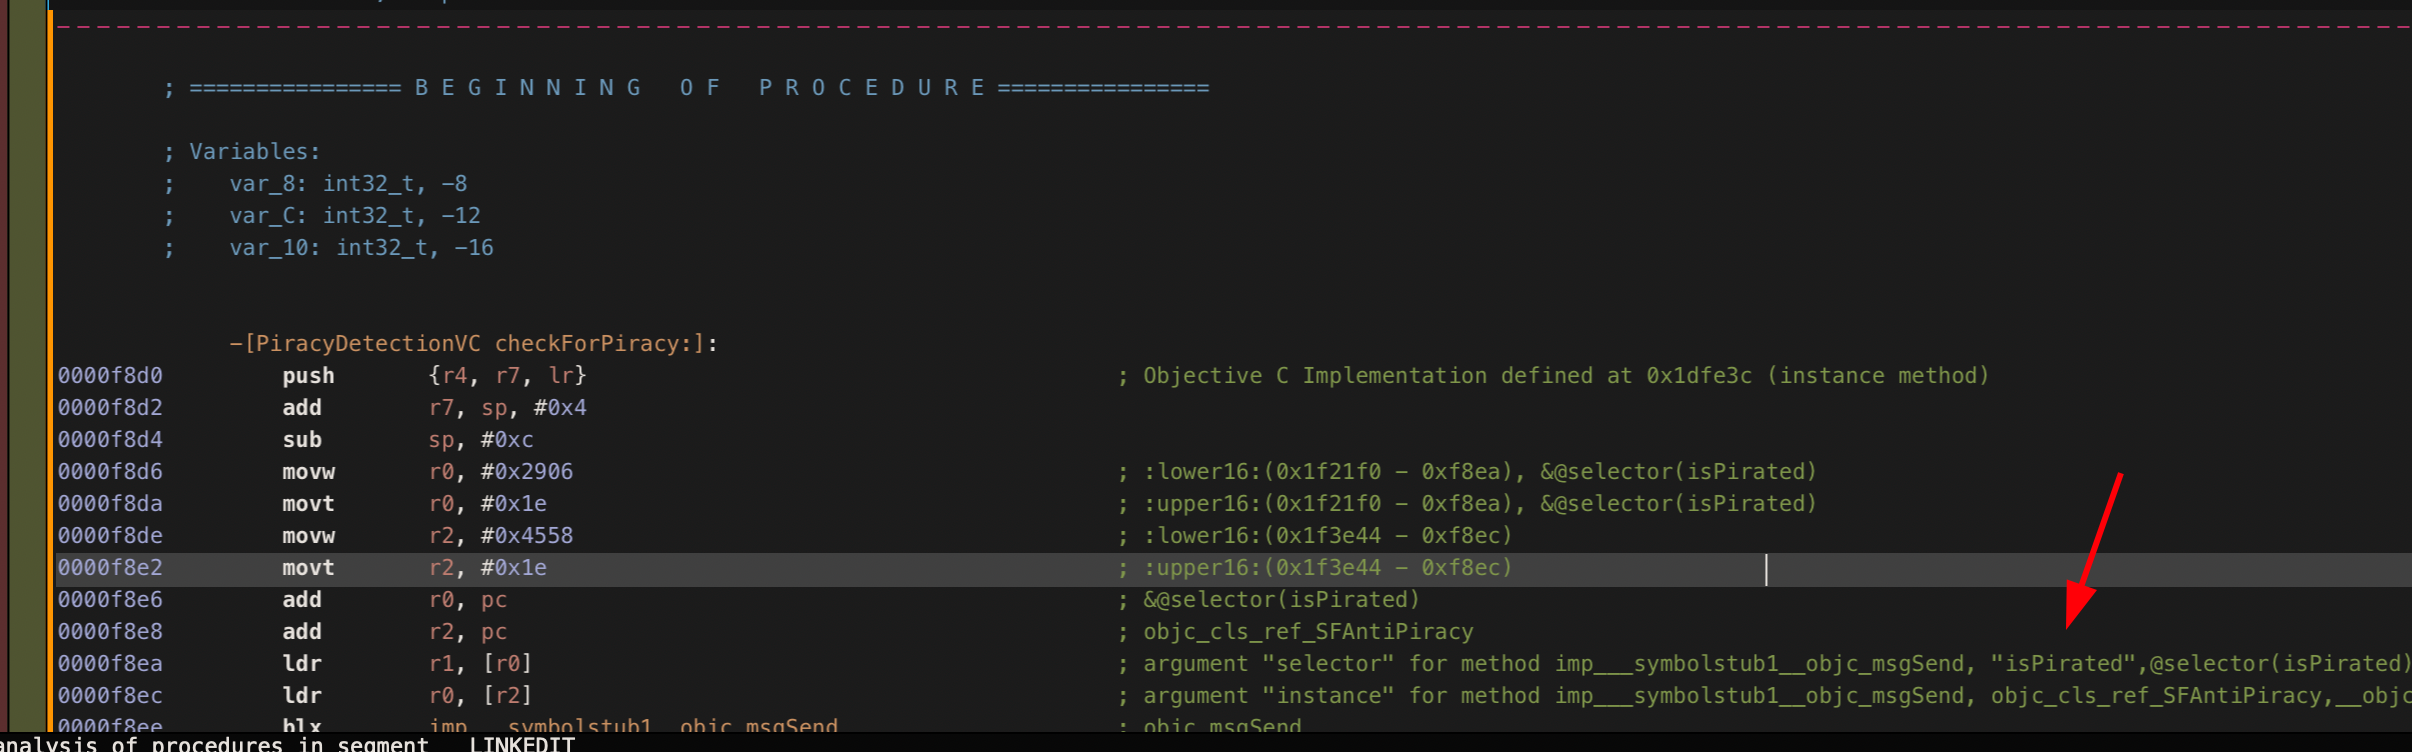 ; ================ B E G I N N I N G   O F   P R O C E D U R E ================
; Variables:
;    var_8: int32_t, -8
;    var_C: int32_t, -12
;    var_10: int32_t, -16
-[PiracyDetectionVC checkForPiracy:]:
0000f8d0         push       {r4, r7, lr}                                        ; Objective C Implementation defined at 0x1dfe3c (instance method)
0000f8d2         add        r7, sp, #0x4
0000f8d4         sub        sp, #0xc
0000f8d6         movw       r0, #0x2906                                         ; :lower16:(0x1f21f0 - 0xf8ea), &@selector(isPirated)
0000f8da         movt       r0, #0x1e                                           ; :upper16:(0x1f21f0 - 0xf8ea), &@selector(isPirated)
0000f8de         movw       r2, #0x4558                                         ; :lower16:(0x1f3e44 - 0xf8ec)
0000f8e2         movt       r2, #0x1e                                           ; :upper16:(0x1f3e44 - 0xf8ec)
0000f8e6         add        r0, pc                                              ; &@selector(isPirated)
0000f8e8         add        r2, pc                                              ; objc_cls_ref_SFAntiPiracy
0000f8ea         ldr        r1, [r0]                                            ; argument "selector" for method imp___symbolstub1__objc_msgSend, "isPirated",@selector(isPirated)
0000f8ec         ldr        r0, [r2]                                            ; argument "instance" for method imp___symbolstub1__objc_msgSend, objc_cls_ref_SFAntiPiracy,__objc
0000f8ee         blx        imp___symbolstub1__objc_msgSend                     ; objc_msgSend
analysis of procedures in segment __LINKEDIT